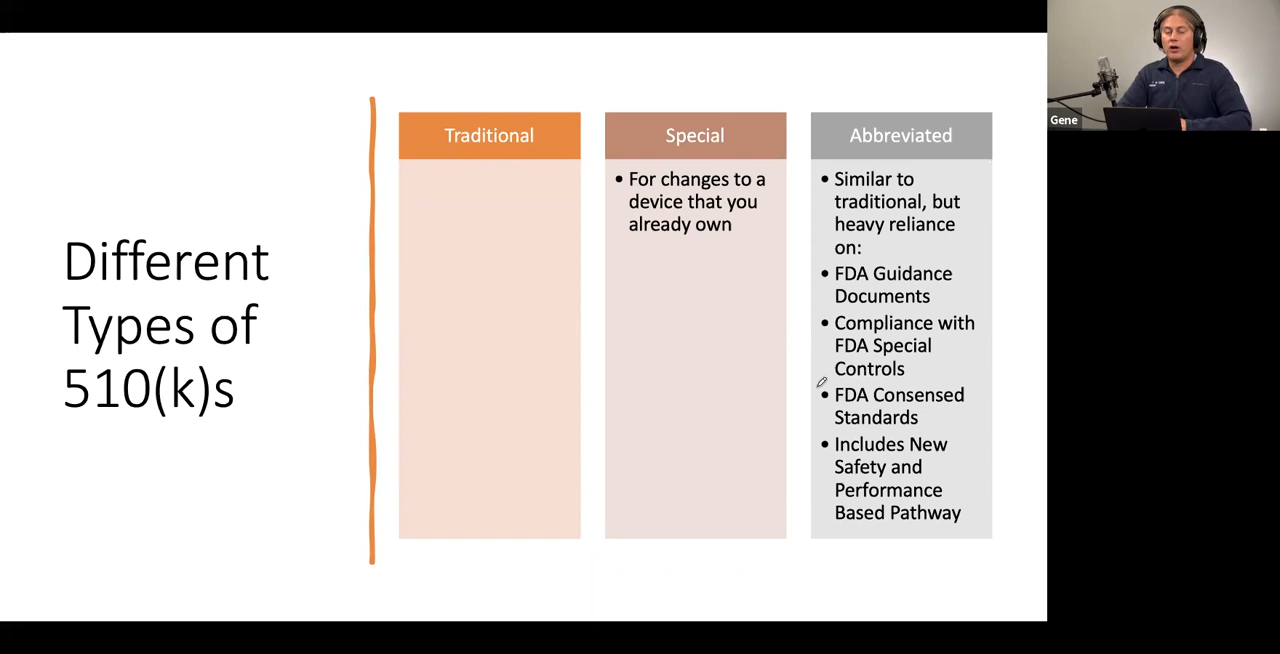 Different
Types of
510(k)s
Traditional
Special
• For changes to a
device that you
already own
Abbreviated
• Similar to
traditional, but
heavy reliance
on:
• FDA Guidance
Documents
• Compliance with
FDA Special
Controls
• FDA Consensed
Standards
• Includes New
Safety and
Performance
Based Pathway
Gene